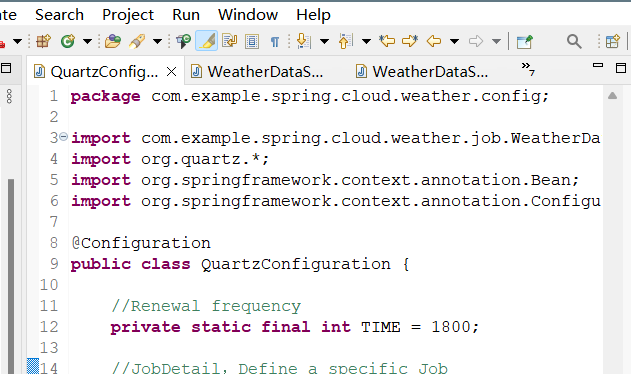 te Search Project Run Window Help
QuartzConfig... WeatherDataS... WeatherDataS... »7
1 package com.example.spring.cloud.weather.config;
2
3 import com.example.spring.cloud.weather.job.WeatherDa
4 import org.quartz.*;
5 import org.springframework.context.annotation.Bean;
6 import org.springframework.context.annotation.Configu
7
8 @Configuration
9 public class QuartzConfiguration {
10
11 //Renewal frequency
12 private static final int TIME = 1800;
13
14 //JobDetail，Define a specific Job